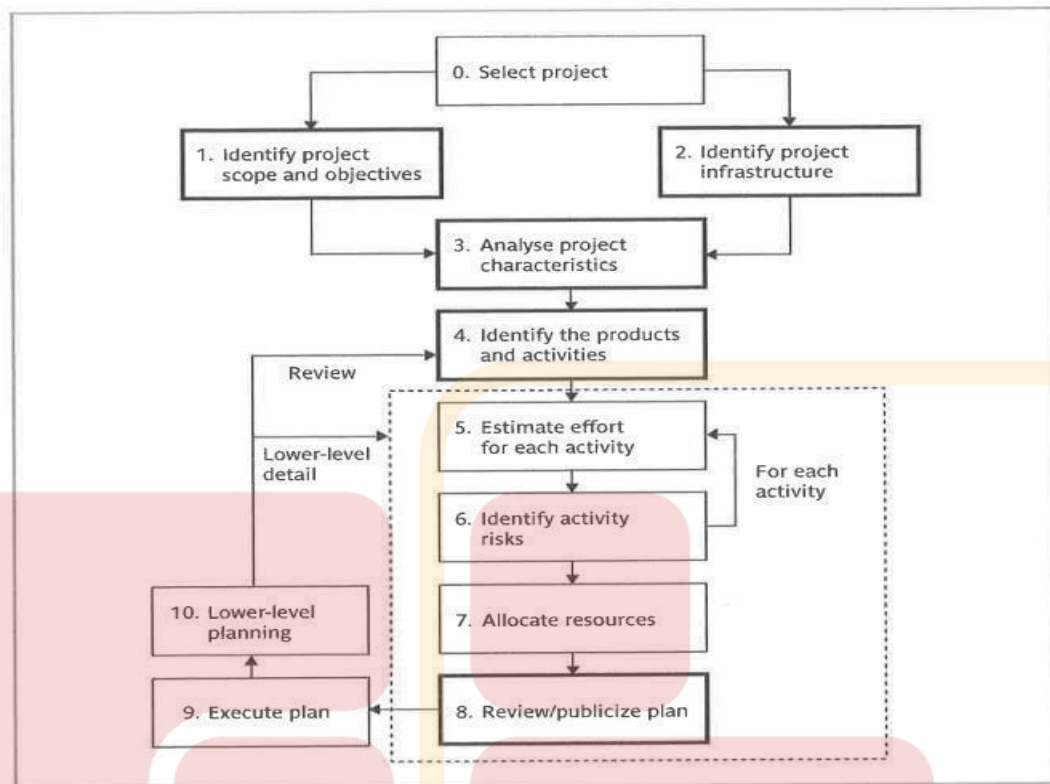 0. Select project
1. Identify project
scope and objectives
2. Identify project
infrastructure
3. Analyse project
characteristics
4. Identify the products
and activities
Review
5. Estimate effort
for each activity
Lower-level
detail
For each
activity
6. Identify activity
risks
10. Lower-level
planning
7. Allocate resources
9. Execute plan
8. Review/publicize plan